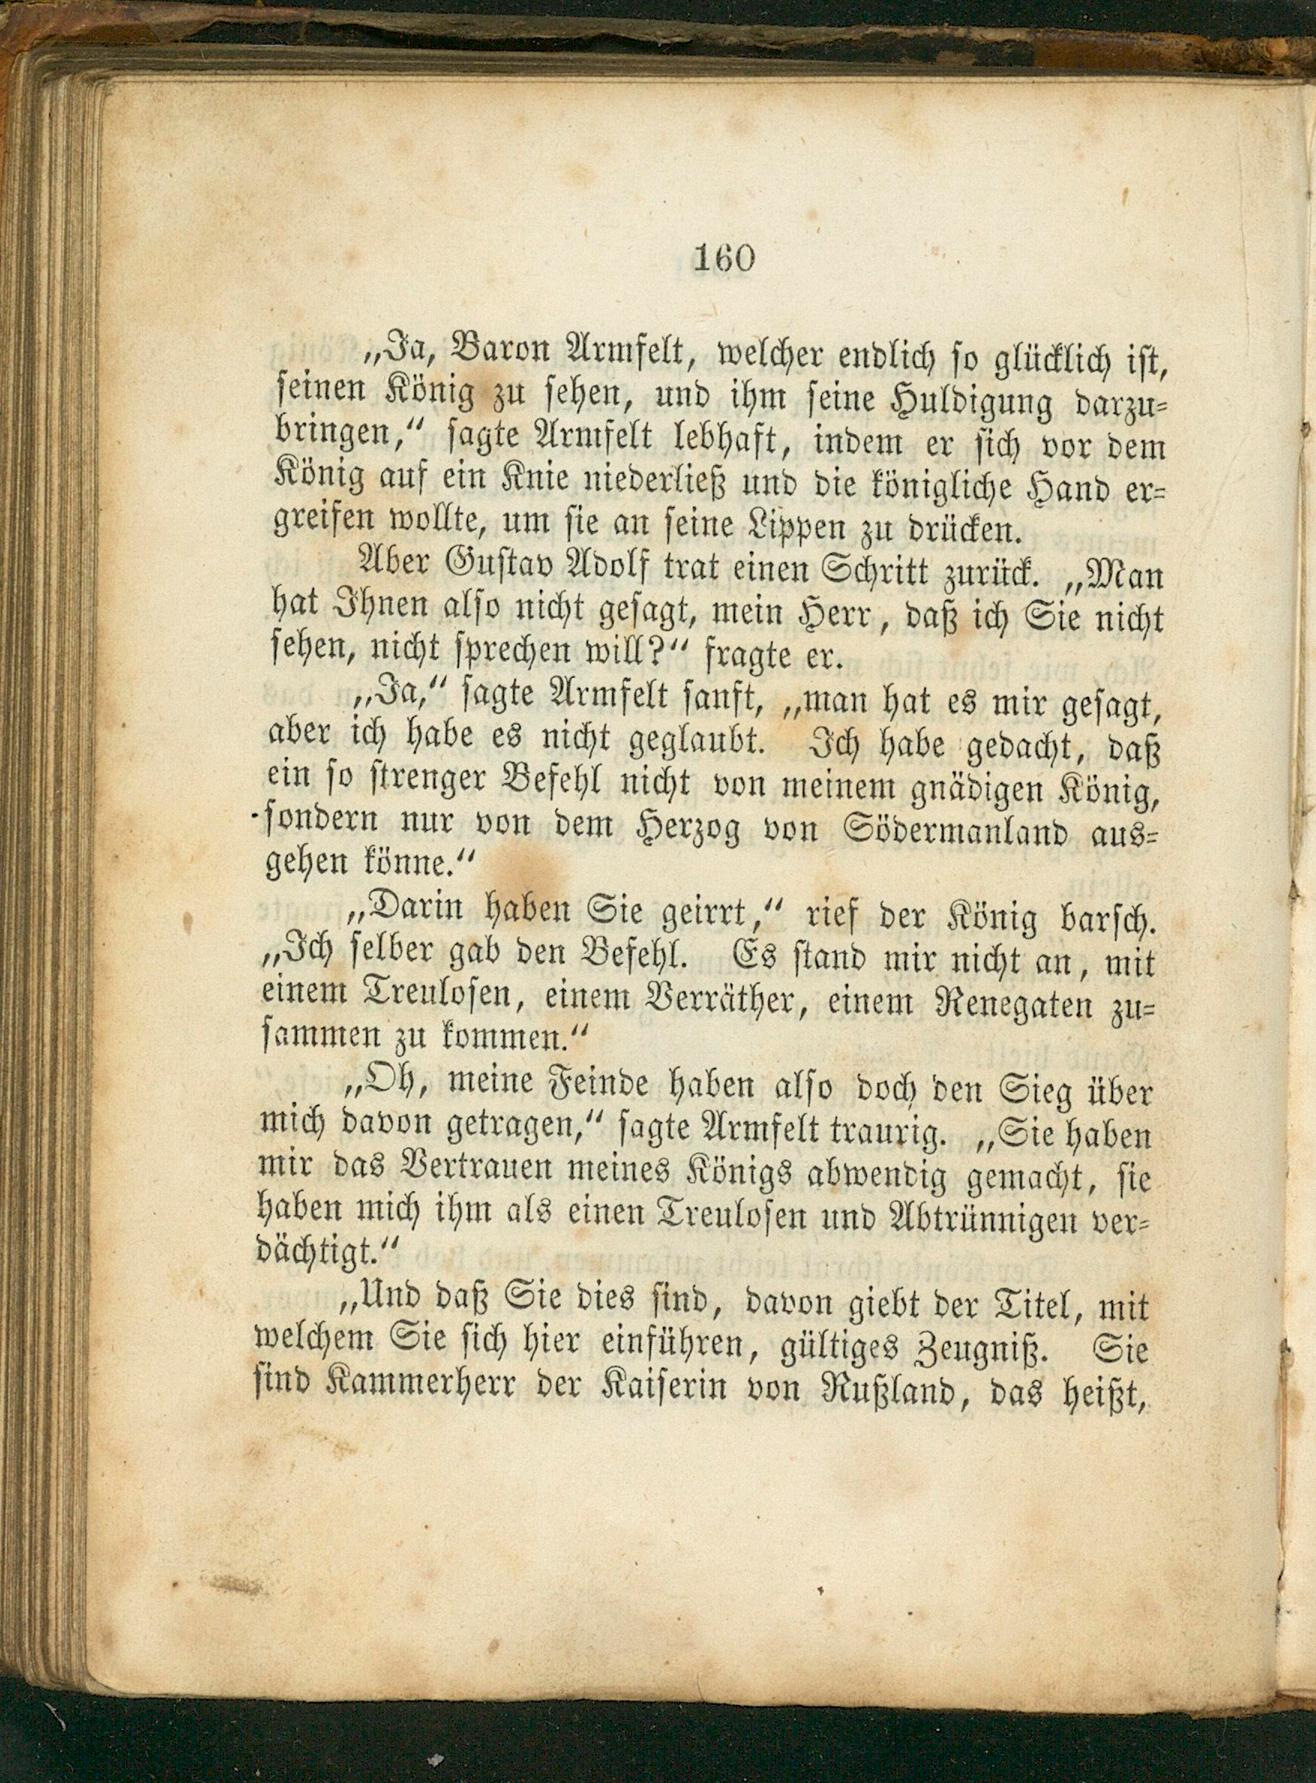 160
„Ja, Baron Armfelt, welcher endlich so glücklich ist,
seinen König zu sehen, und ihm seine Huldigung darzu-
bringen,“ sagte Armfelt lebhaft, indem er sich vor dem
König auf ein Knie niederließ und die königliche Hand er-
greifen wollte, um sie an seine Lippen zu drücken.
Aber Gustav Adolf trat einen Schritt zurück. „Man
hat Ihnen also nicht gesagt, mein Herr, daß ich Sie nicht
sehen, nicht sprechen will?“ fragte er.
„Ja,“ sagte Armfelt sanft, „man hat es mir gesagt,
aber ich habe es nicht geglaubt. Ich habe gedacht, daß
ein so strenger Befehl nicht von meinem gnädigen König,
sondern nur von dem Herzog von Södermanland aus-
gehen könne.“
„Darin haben Sie geirrt,“ rief der König barsch.
„Ich selber gab den Befehl. Es stand mir nicht an, mit
einem Treulosen, einem Verräther, einem Renegaten zu-
sammen zu kommen.“
„Oh, meine Feinde haben also doch den Sieg über
mich davon getragen,“ sagte Armfelt traurig. „Sie haben
mir das Vertrauen meines Königs abwendig gemacht, sie
haben mich ihm als einen Treulosen und Abtrünnigen ver-
dächtigt.“
„Und daß Sie dies sind, davon giebt der Titel, mit
welchem Sie sich hier einführen, gültiges Zeugniß. Sie
sind Kammerherr der Kaiserin von Rußland, das heißt,